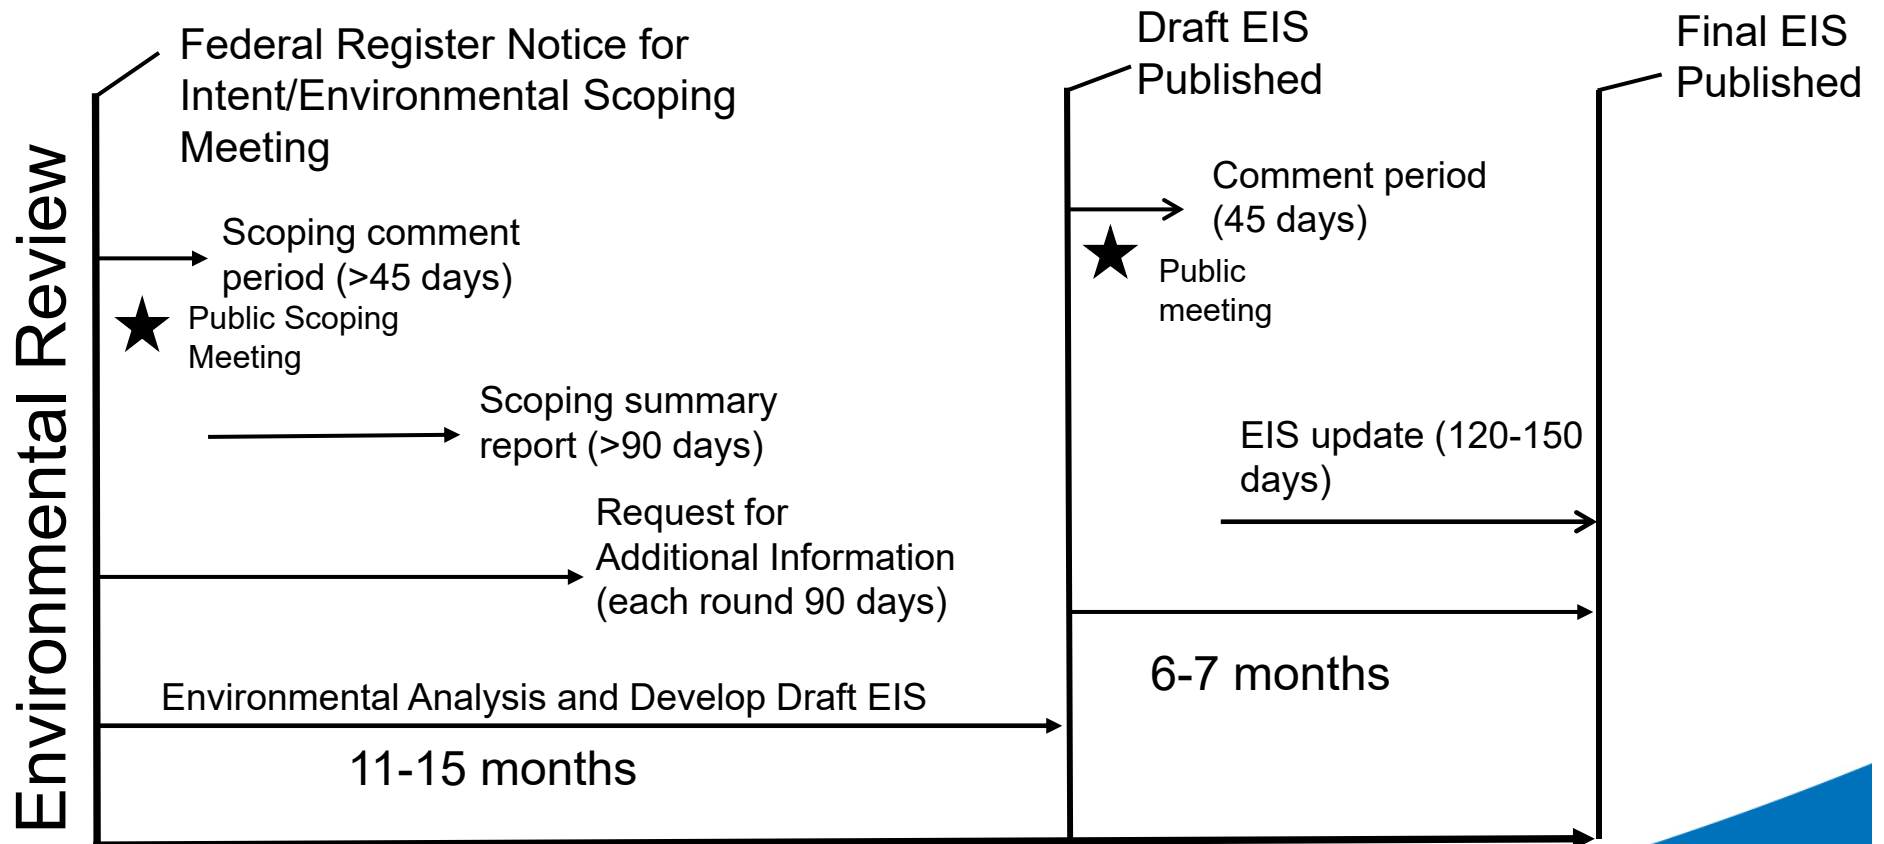 Environmental Review
Federal Register Notice for
Intent/Environmental Scoping
Meeting
Scoping comment
period (>45 days)
Public Scoping
Meeting
Scoping summary
report (>90 days)
Request for
Additional Information
(each round 90 days)
Environmental Analysis and Develop Draft EIS
11-15 months
Draft EIS
Published
Comment period
(45 days)
Public
meeting
EIS update (120-150
days)
6-7 months
Final EIS
Published